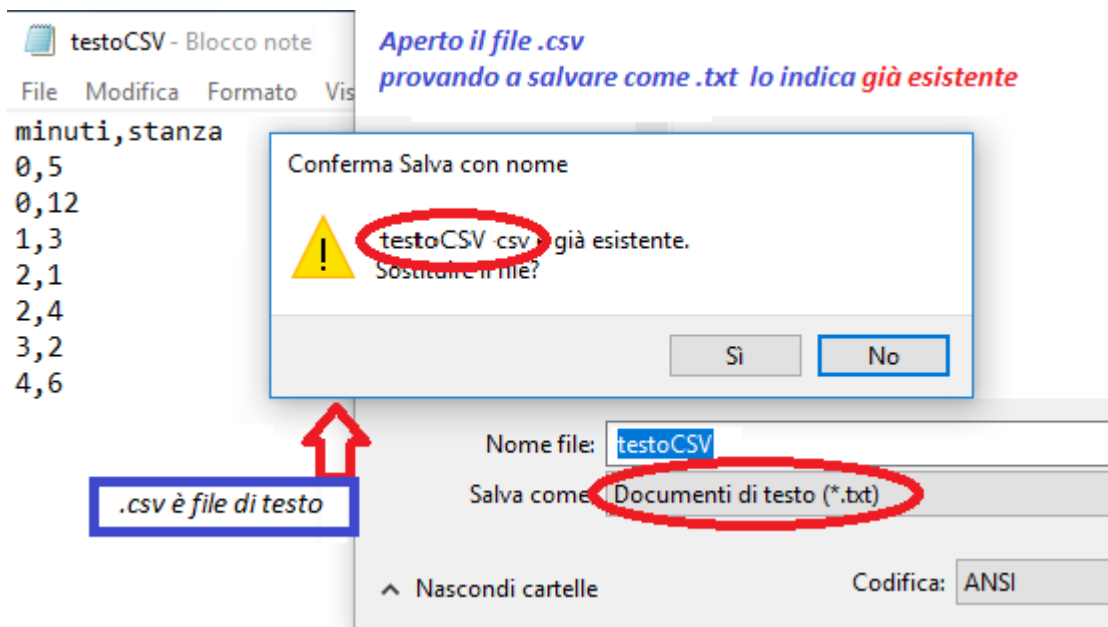 testoCSV - Blocco note
File Modifica Formato Vis
minuti,stanza
0,5
0,12
1,3
2,1
2,4
3,2
4,6
Aperto il file .csv
provando a salvare come .txt lo indica già esistente
Conferma Salva con nome
testoCSV .csv è già esistente.
Sostituire il file?
Sì No
.csv è file di testo
Nome file: testoCSV
Salva come: Documenti di testo (*.txt)
Nascondi cartelle
Codifica: ANSI